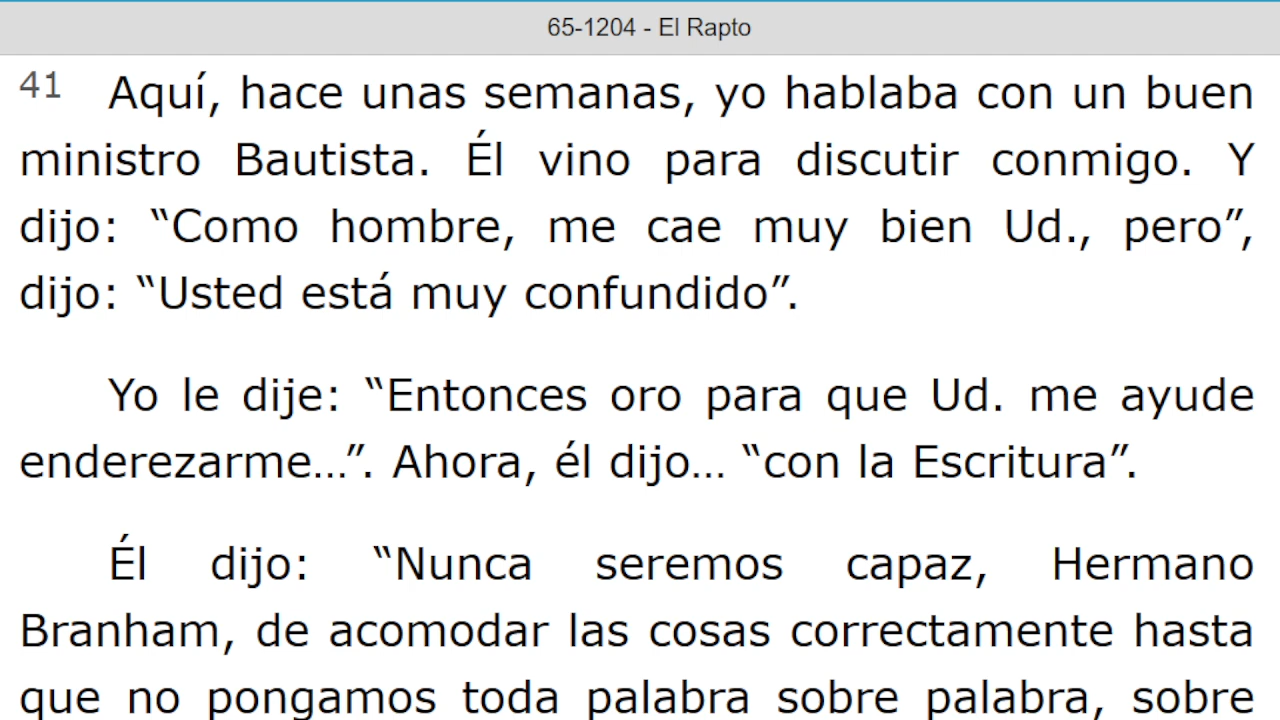 65-1204 - El Rapto
41 Aquí, hace unas semanas, yo hablaba con un buen
ministro Bautista. Él vino para discutir conmigo. Y
dijo: “Como hombre, me cae muy bien Ud., pero”,
dijo: “Usted está muy confundido”.
Yo le dije: “Entonces oro para que Ud. me ayude
enderezarme…”. Ahora, él dijo… “con la Escritura”.
Él dijo: “Nunca seremos capaz, Hermano
Branham, de acomodar las cosas correctamente hasta
que no pongamos toda palabra sobre palabra, sobre